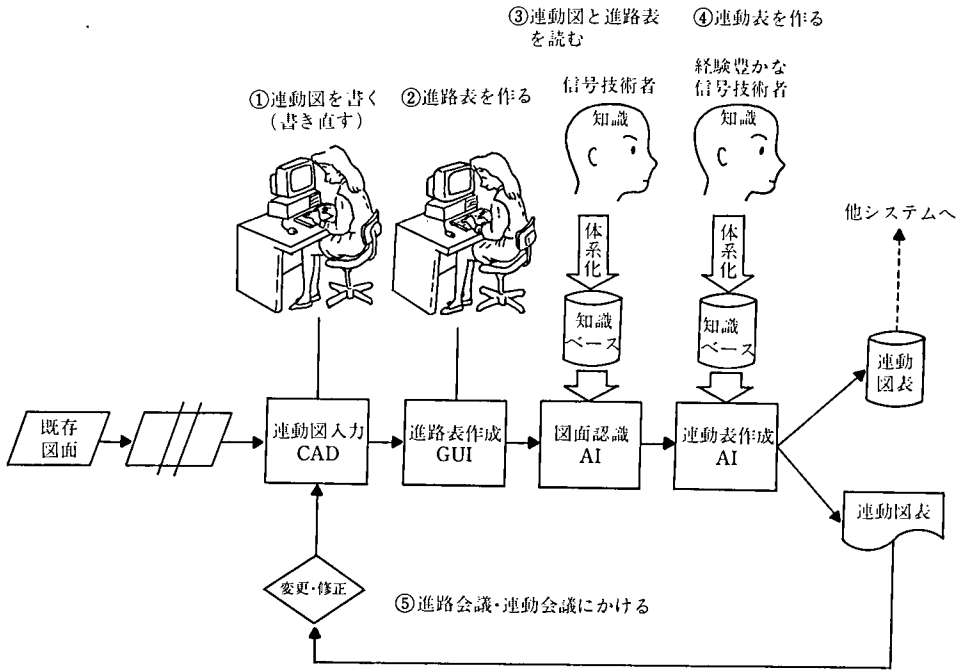 ③連動図と進路表
を読む
④連動表を作る
①連動図を書く
(書き直す)
②進路表を作る
信号技術者
経験豊かな
信号技術者
知識
知識
体系化
体系化
知識
ベース
知識
ベース
他システムへ
連動
図表
既存
図面
連動図入力
CAD
進路表作成
GUI
図面認識
AI
連動表作成
AI
連動図表
変更・修正
⑤進路会議・連動会議にかける